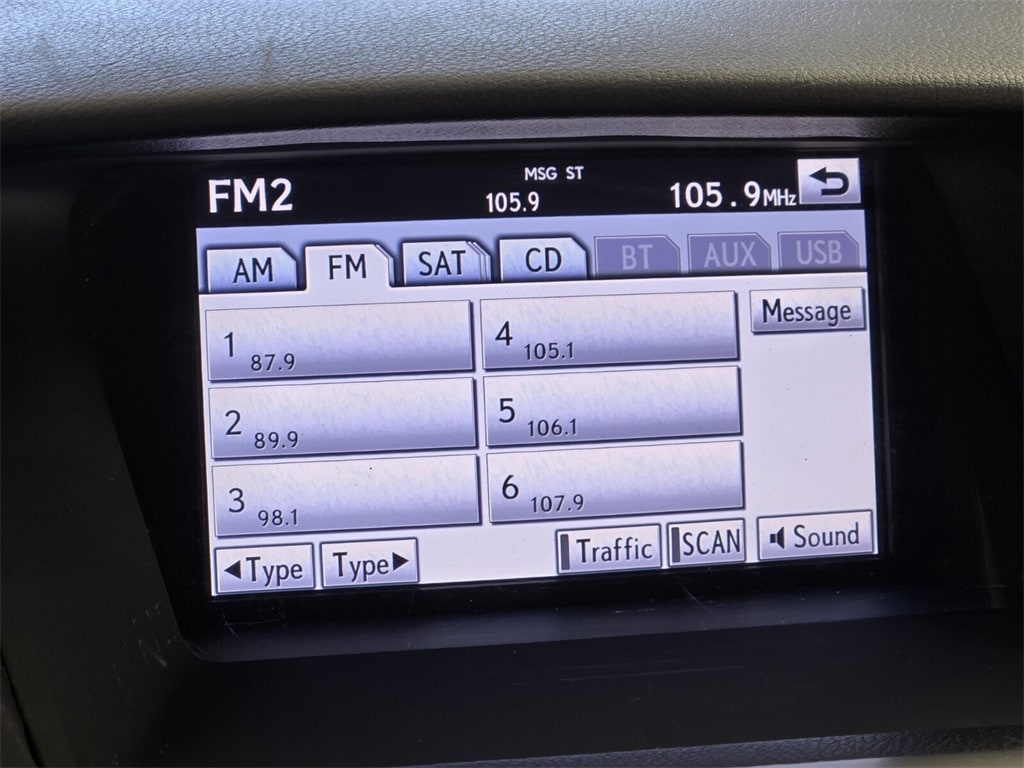 FM2 MSG ST
105.9 105.9MHz
AM FM SAT CD BT AUX USB
1 87.9
4 105.1
Message
2 89.9
5 106.1
3 98.1
6 107.9
Type Type Traffic SCAN Sound